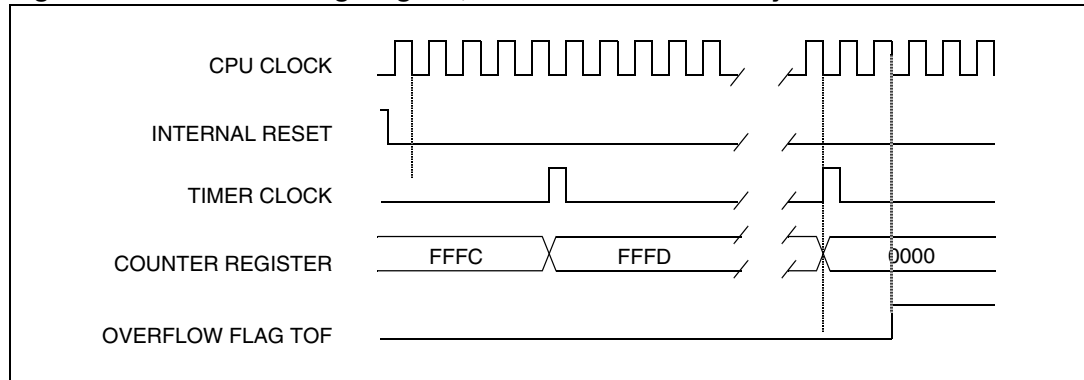 CPU CLOCK
INTERNAL RESET
TIMER CLOCK
COUNTER REGISTER FFFC FFFD 0000
OVERFLOW FLAG TOF